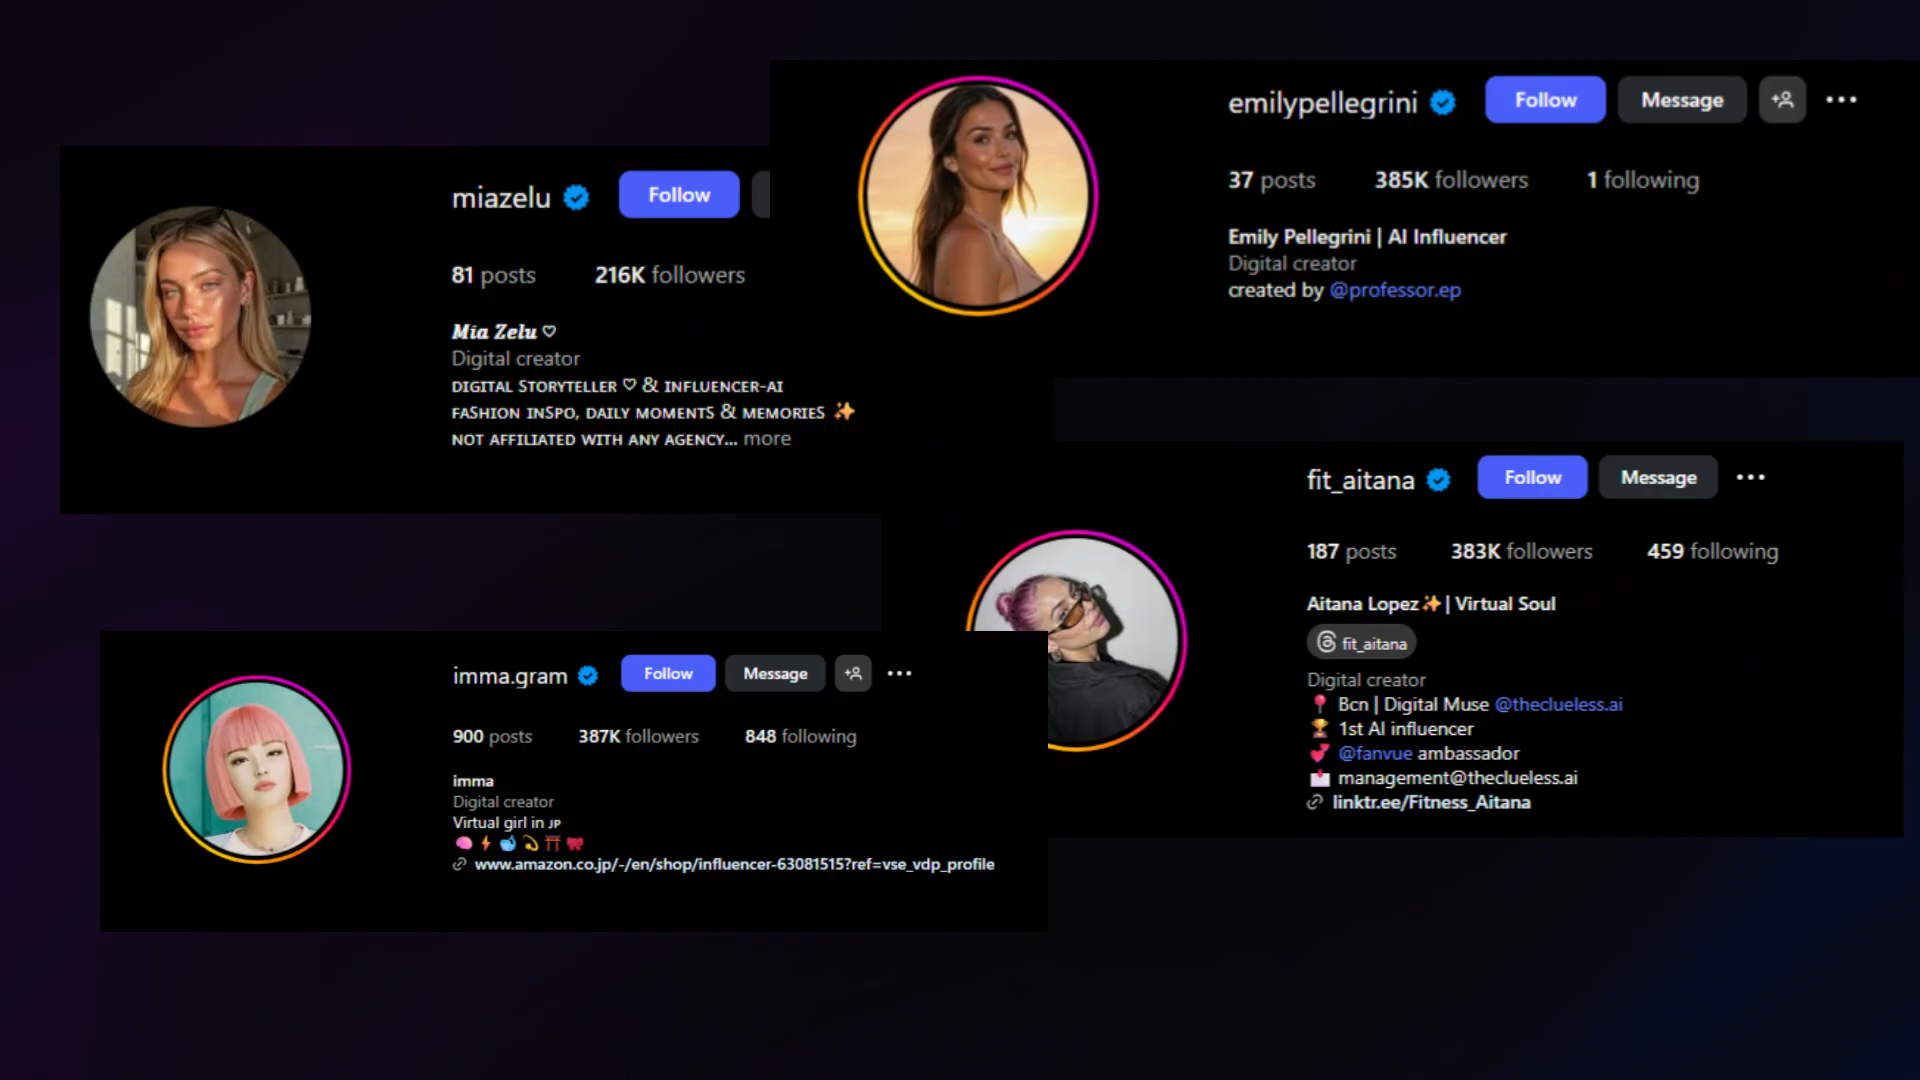 miazelu Follow
81 posts 216K followers
Mia Zelu ♡
Digital creator
DIGITAL STORYTELLER ♡ & INFLUENCER-AI
FASHION INSPO, DAILY MOMENTS & MEMORIES ✨
NOT AFFILIATED WITH ANY AGENCY... more
emilypellegrini Follow Message
37 posts 385K followers 1 following
Emily Pellegrini | AI Influencer
Digital creator
created by @professor.ep
fit_aitana Follow Message
187 posts 383K followers 459 following
Aitana Lopez✨| Virtual Soul
fit_aitana
Digital creator
📍 Bcn | Digital Muse @theclueless.ai
🏆 1st AI influencer
💕 @fanvue ambassador
📩 management@theclueless.ai
linktr.ee/Fitness_Aitana
imma.gram Follow Message
900 posts 387K followers 848 following
imma
Digital creator
Virtual girl in JP
🧠⚡🐳💫⛩🎀
www.amazon.co.jp/-/en/shop/influencer-63081515?ref=vse_vdp_profile